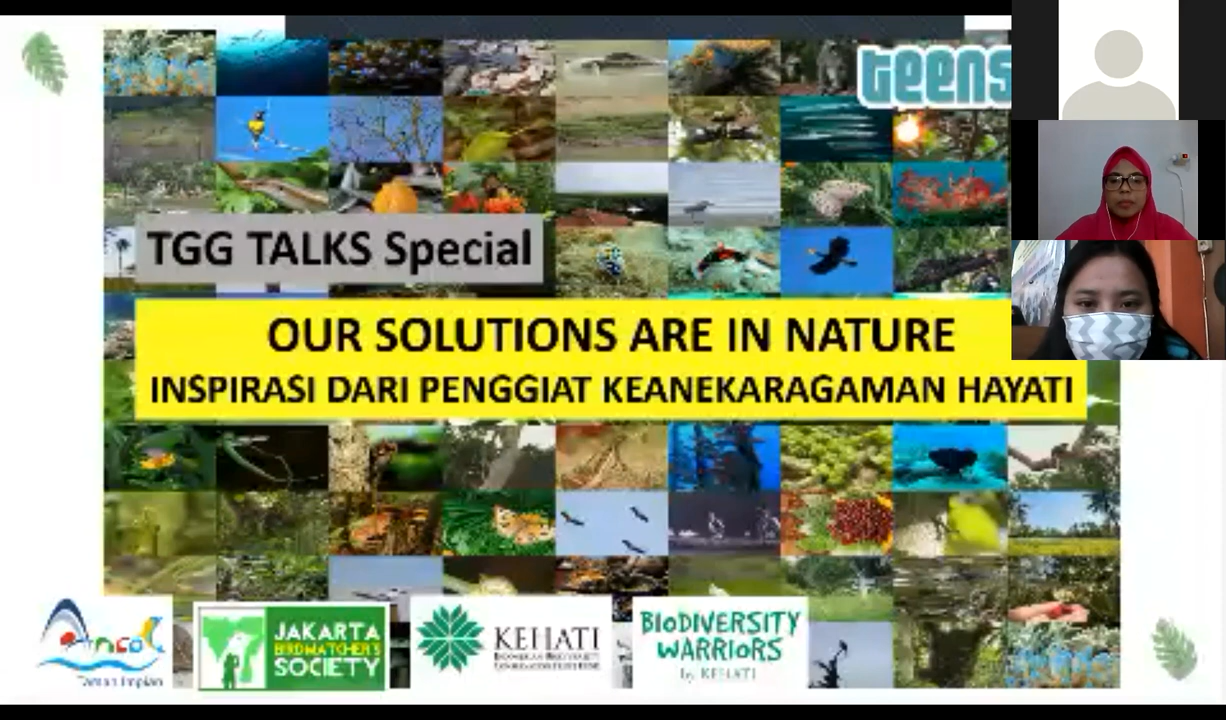 teens
TGG TALKS Special
OUR SOLUTIONS ARE IN NATURE
INSPIRASI DARI PENGGIAT KEANEKARAGAMAN HAYATI
Ancol
Taman Impian
JAKARTA
BIRDWATCHER'S
SOCIETY
KEHATI
BIODIVERSITY
WARRIORS
by KEHATI